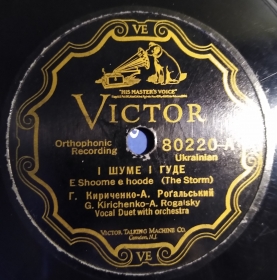 VE
"HIS MASTER'S VOICE"
VICTOR
Orthophonic
Recording
80220-A
Ukrainian
І ШУМЕ І ГУДЕ
E Shoome e hoode (The Storm)
Г. Кириченко-А. Роґальський
G. Kirichenko-A. Rogalsky
Vocal Duet with orchestra
VICTOR TALKING MACHINE CO.
Camden, N.J.
VE